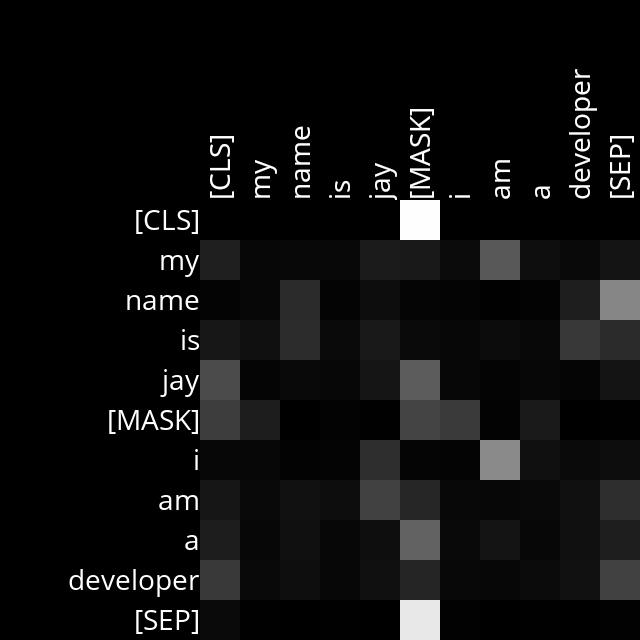 [CLS] my name is jay [MASK] i am a developer [SEP]
[CLS]
my
name
is
jay
[MASK]
i
am
a
developer
[SEP]